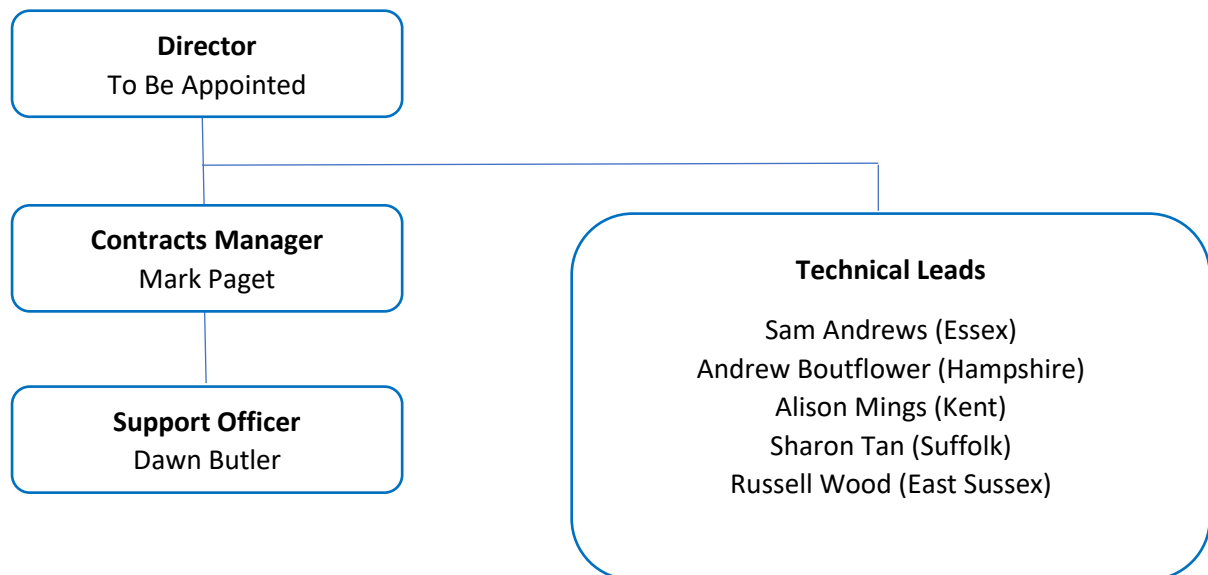 Director
To Be Appointed
Contracts Manager
Mark Paget
Support Officer
Dawn Butler
Technical Leads
Sam Andrews (Essex)
Andrew Boutflower (Hampshire)
Alison Mings (Kent)
Sharon Tan (Suffolk)
Russell Wood (East Sussex)